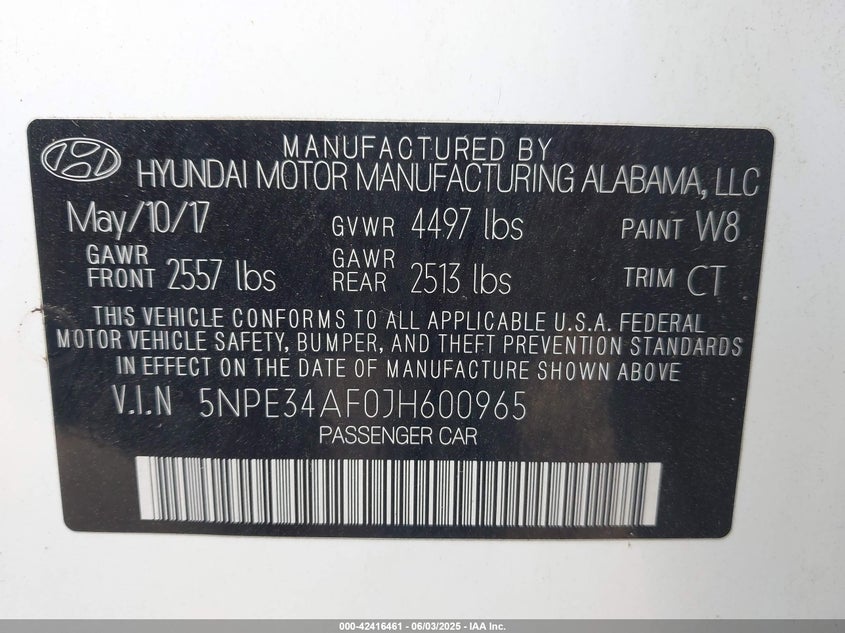 MANUFACTURED BY
HYUNDAI MOTOR MANUFACTURING ALABAMA, LLC
May/10/17 GVWR 4497 lbs PAINT W8
GAWR FRONT 2557 lbs GAWR REAR 2513 lbs TRIM CT
THIS VEHICLE CONFORMS TO ALL APPLICABLE U.S.A. FEDERAL
MOTOR VEHICLE SAFETY, BUMPER, AND THEFT PREVENTION STANDARDS
IN EFFECT ON THE DATE OF MANUFACTURE SHOWN ABOVE
V.I.N 5NPE34AF0JH600965
PASSENGER CAR
000-42416461 - 06/03/2025 - IAA Inc.